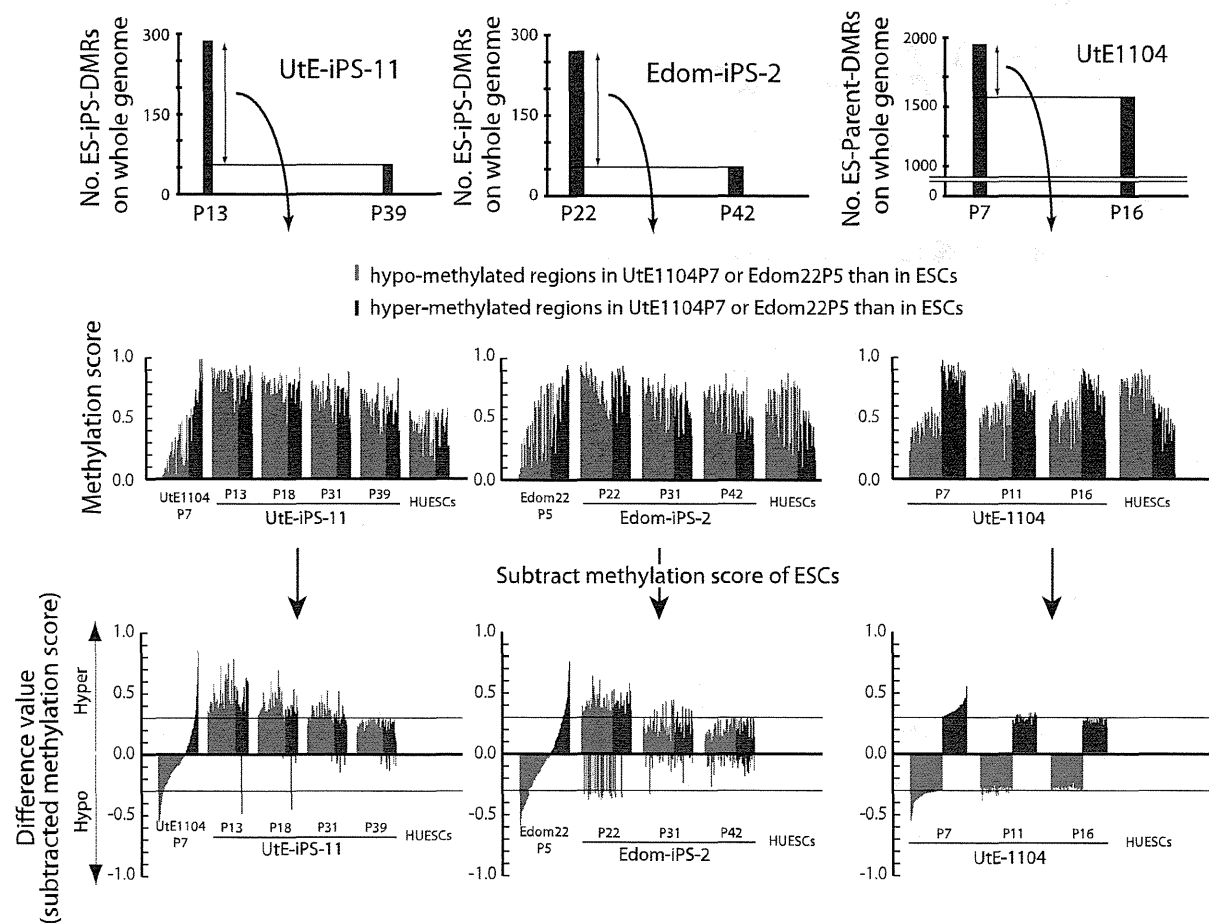 No. ES-iPS-DMRs
on whole genome
300
150
0
UtE-iPS-11
P13 P39
No. ES-iPS-DMRs
on whole genome
300
150
0
Edom-iPS-2
P22 P42
No. ES-Parent-DMRs
on whole genome
2000
1500
1000
0
UtE1104
P7 P16
hypo-methylated regions in UtE1104P7 or Edom22P5 than in ESCs
hyper-methylated regions in UtE1104P7 or Edom22P5 than in ESCs
Methylation score
1.0
0.5
0.0
UtE1104
P7
P13 P18 P31 P39
UtE-iPS-11
HUESCs
1.0
0.5
0.0
Edom22
P5
P22 P31 P42
Edom-iPS-2
HUESCs
1.0
0.5
0.0
P7 P11 P16
UtE-1104
HUESCs
Subtract methylation score of ESCs
Difference value
(subtracted methylation score)
Hyper
Hypo
1.0
0.5
0.0
-0.5
-1.0
UtE1104
P7
P13 P18 P31 P39
UtE-iPS-11
HUESCs
1.0
0.5
0.0
-0.5
-1.0
Edom22
P5
P22 P31 P42
Edom-iPS-2
HUESCs
1.0
0.5
0.0
-0.5
-1.0
P7 P11 P16
UtE-1104
HUESCs